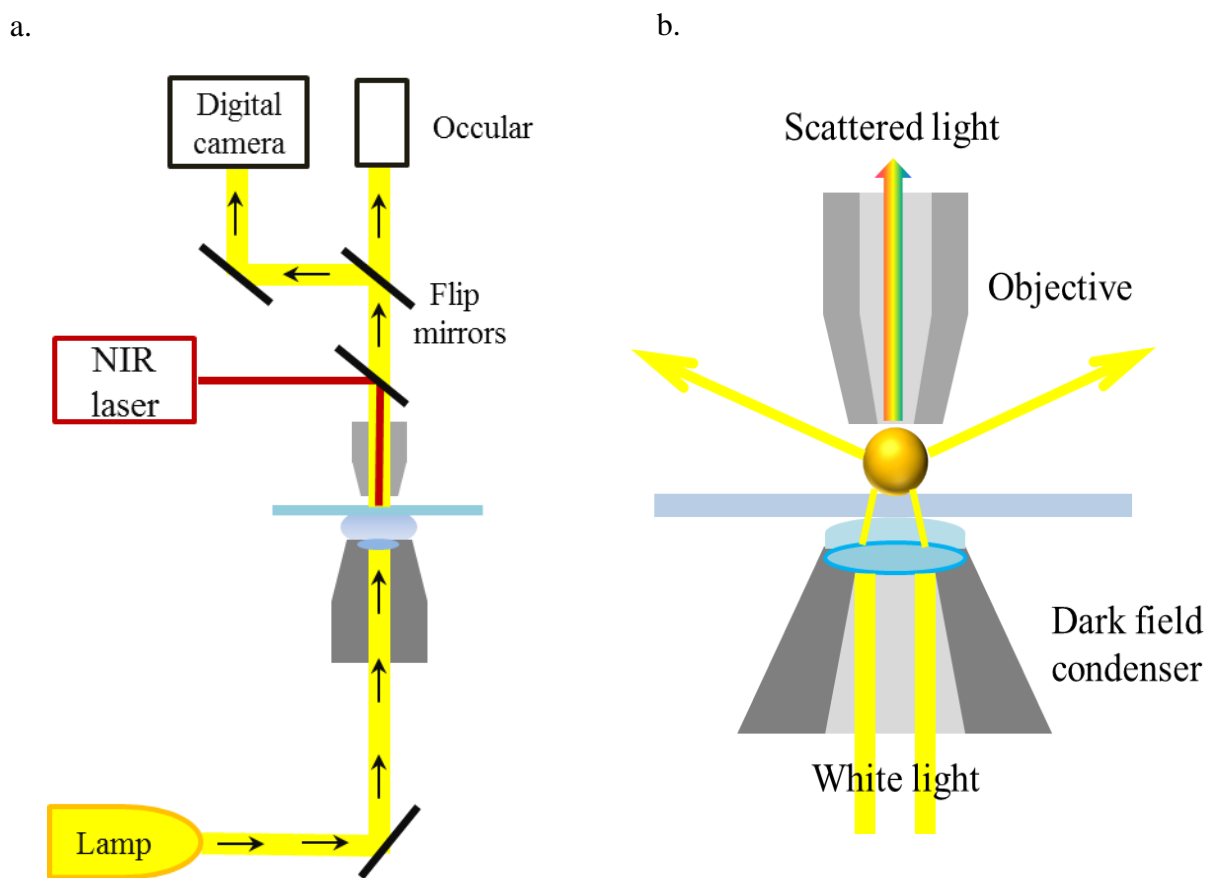 a.
Digital
camera
Occular
Flip
mirrors
NIR
laser
Lamp
b.
Scattered light
Objective
Dark field
condenser
White light